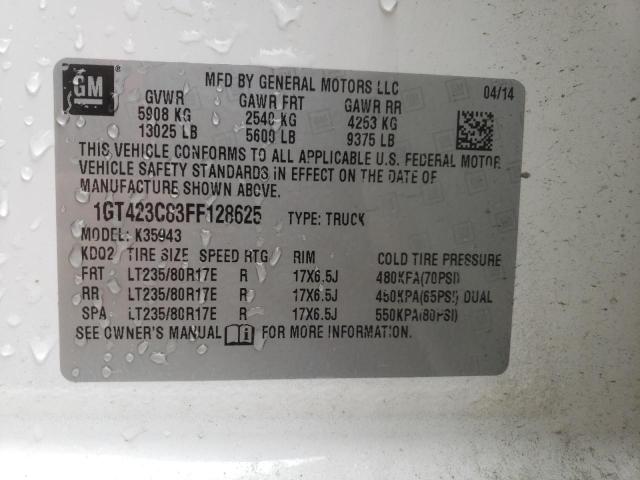 GM
MFD BY GENERAL MOTORS LLC
04/14
GVWR GAWR FRT GAWR RR
5908 KG 2540 KG 4253 KG
13025 LB 5600 LB 9375 LB
THIS VEHICLE CONFORMS TO ALL APPLICABLE U.S. FEDERAL MOTOR
VEHICLE SAFETY STANDARDS IN EFFECT ON THE DATE OF
MANUFACTURE SHOWN ABOVE.
1GT423C83FF128625 TYPE: TRUCK
MODEL: K35943
KDO2 TIRE SIZE SPEED RTG RIM COLD TIRE PRESSURE
FRT LT235/80R17E R 17X6.5J 480KPA(70PSI)
RR LT235/80R17E R 17X6.5J 450KPA(65PSI) DUAL
SPA LT235/80R17E R 17X6.5J 550KPA(80PSI)
SEE OWNER'S MANUAL FOR MORE INFORMATION.